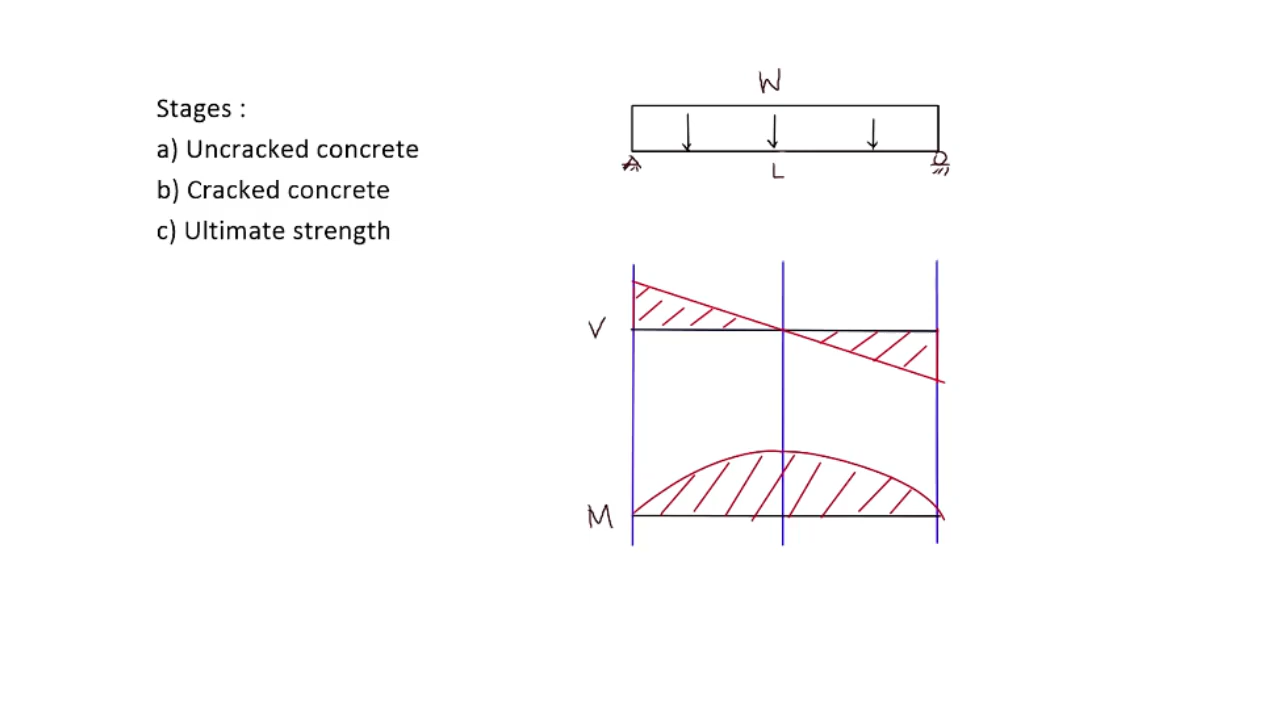 Stages :
a) Uncracked concrete
b) Cracked concrete
c) Ultimate strength
W
L
V
M